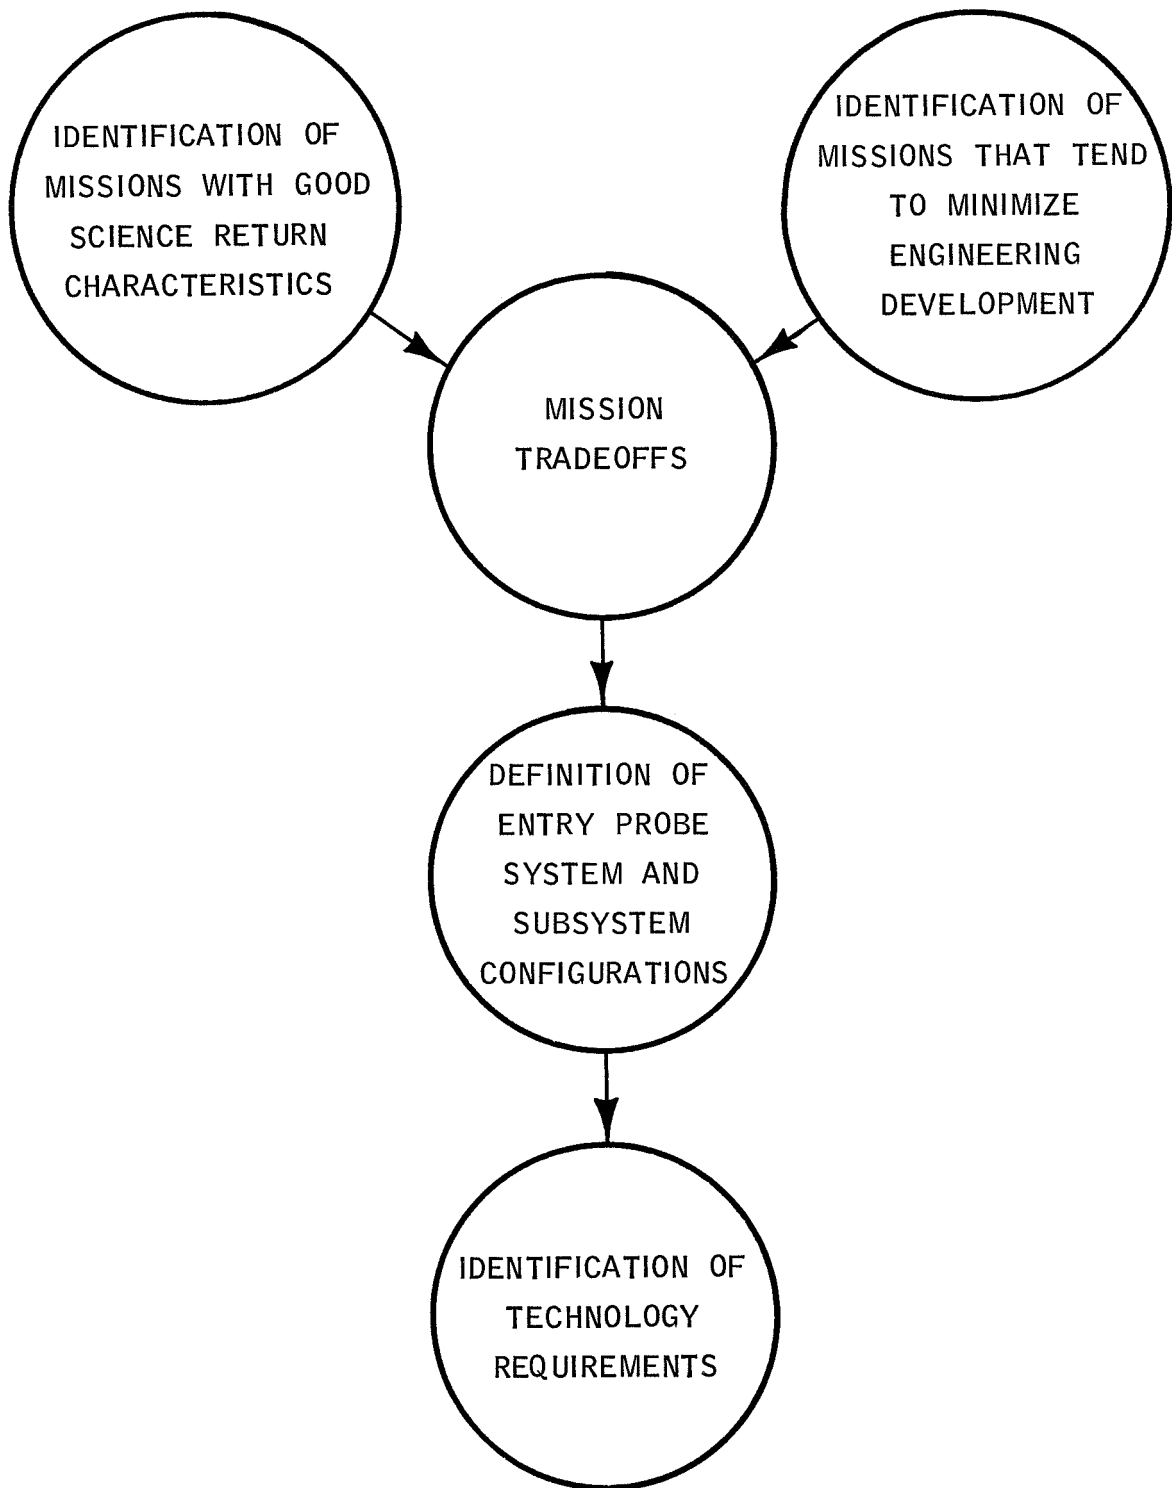 IDENTIFICATION OF
MISSIONS WITH GOOD
SCIENCE RETURN
CHARACTERISTICS
IDENTIFICATION OF
MISSIONS THAT TEND
TO MINIMIZE
ENGINEERING
DEVELOPMENT
MISSION
TRADEOFFS
DEFINITION OF
ENTRY PROBE
SYSTEM AND
SUBSYSTEM
CONFIGURATIONS
IDENTIFICATION OF
TECHNOLOGY
REQUIREMENTS